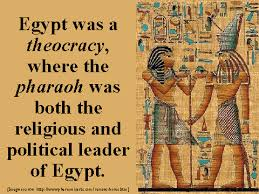 Egypt was a
theocracy,
where the
pharaoh was
both the
religious and
political leader
of Egypt.